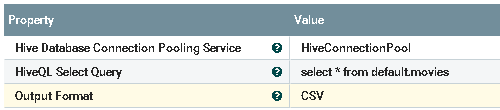 Property Value
Hive Database Connection Pooling Service ? HiveConnectionPool
HiveQL Select Query ? select * from default.movies
Output Format ? CSV